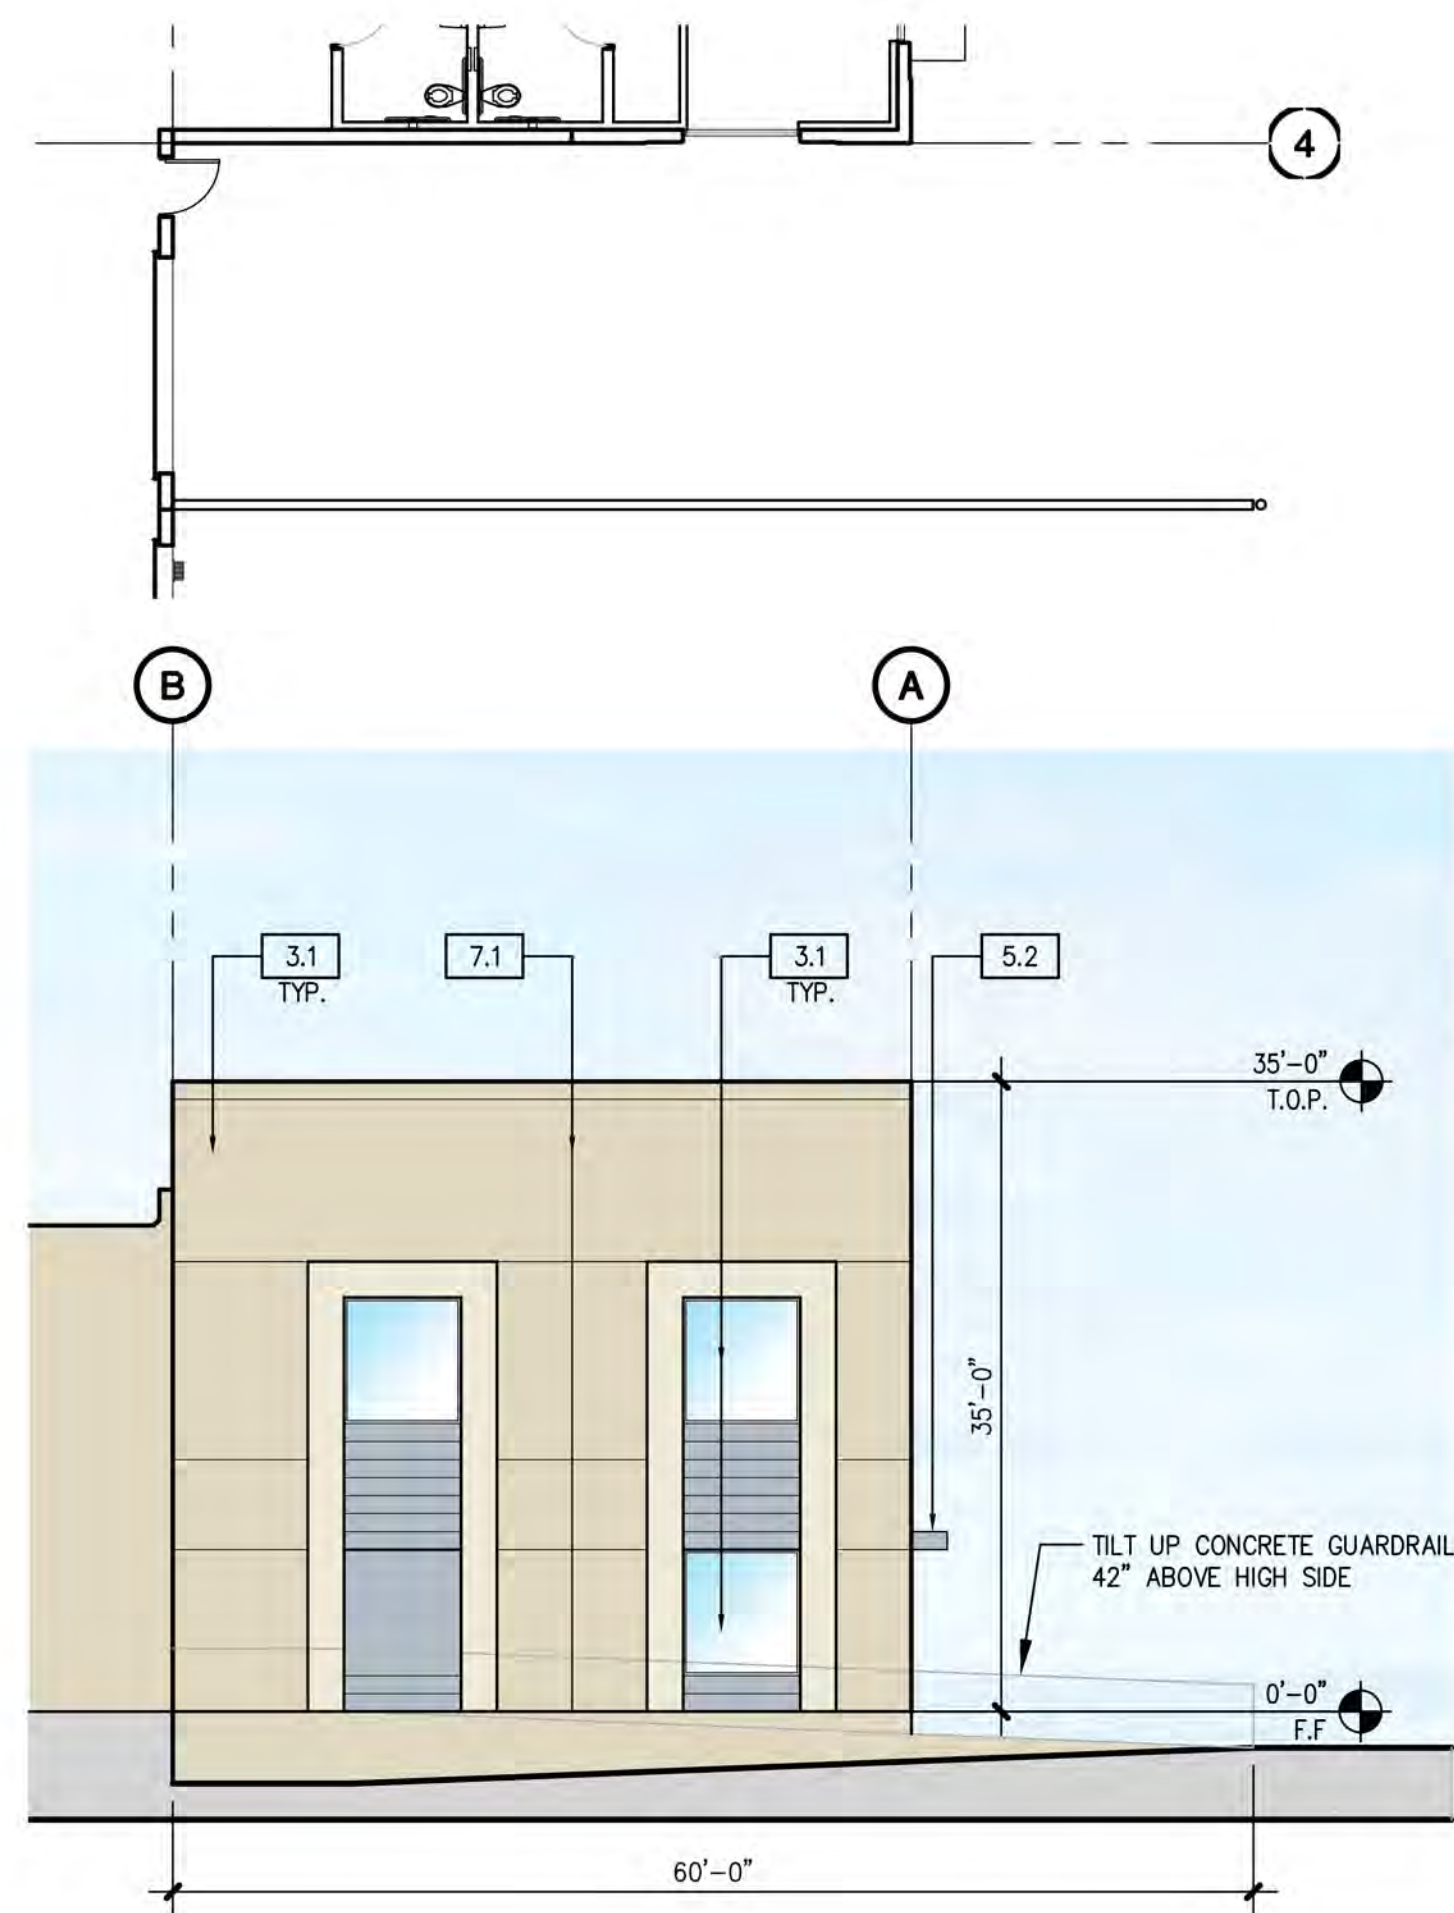 4
B
A
3.1
TYP.
7.1
3.1
TYP.
5.2
35'-0"
T.O.P.
35'-0"
TILT UP CONCRETE GUARDRAIL
42" ABOVE HIGH SIDE
0'-0"
F.F
60'-0"